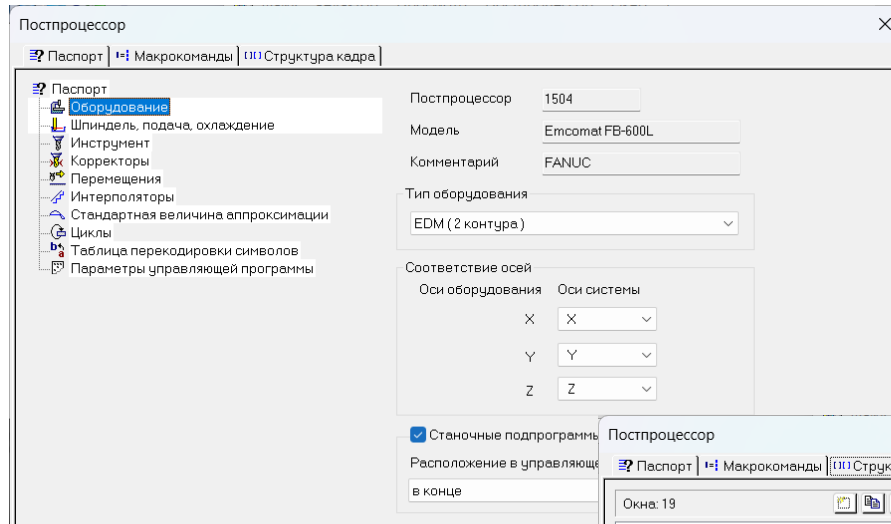 Постпроцессор
Паспорт Макрокоманды Структура кадра
Паспорт
Оборудование
Шпиндель, подача, охлаждение
Инструмент
Корректоры
Перемещения
Интерполяторы
Стандартная величина аппроксимации
Циклы
Таблица перекодировки символов
Параметры управляющей программы
Постпроцессор 1504
Модель Emcomat FB-600L
Комментарий FANUC
Тип оборудования
EDM ( 2 контура )
Соответствие осей
Оси оборудования Оси системы
X X
Y Y
Z Z
Станочные подпрограммы
Расположение в управляюще
в конце
Постпроцессор
Паспорт Макрокоманды Струк
Окна: 19